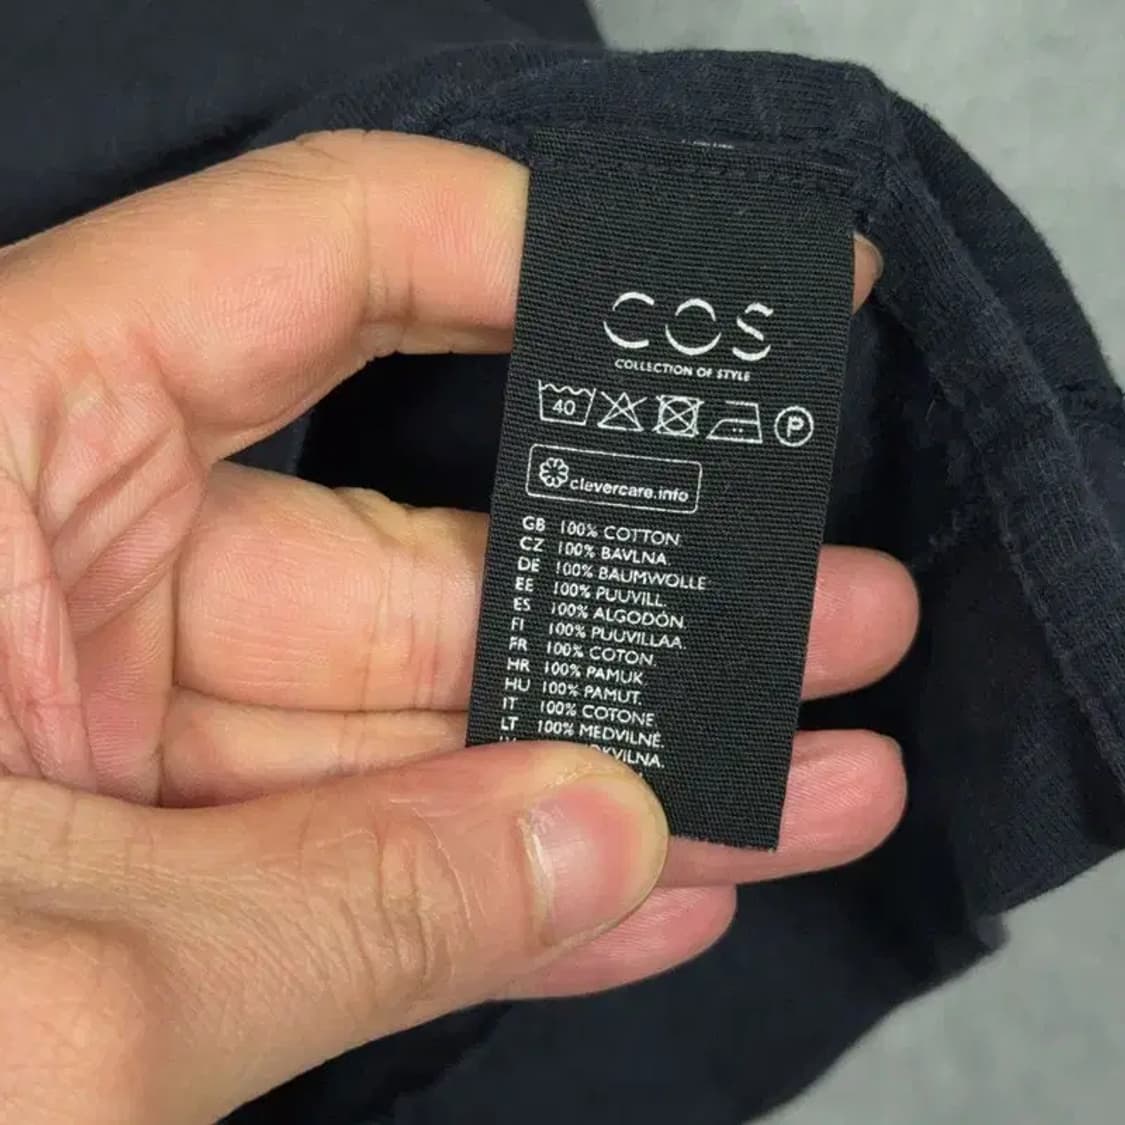 COS
COLLECTION OF STYLE
40 P
clevercare.info
GB 100% COTTON
CZ 100% BAVLNA
DE 100% BAUMWOLLE
EE 100% PUUVILL
ES 100% ALGODÓN.
FI 100% PUUVILLAA.
FR 100% COTON.
HR 100% PAMUK.
HU 100% PAMUT.
IT 100% COTONE
LT 100% MEDVILNĖ.